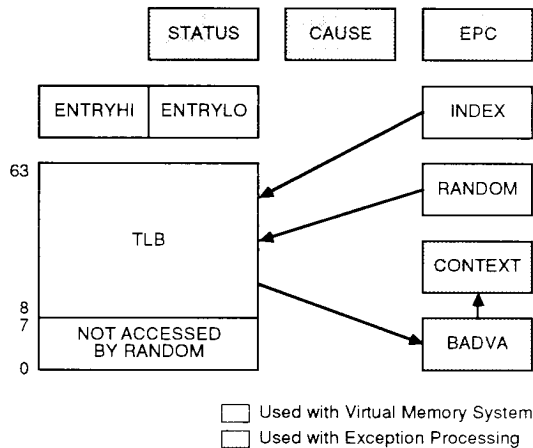 STATUS
CAUSE
EPC
ENTRYHI
ENTRYLO
INDEX
63
RANDOM
TLB
CONTEXT
8
7
NOT ACCESSED
BY RANDOM
BADVA
0
Used with Virtual Memory System
Used with Exception Processing